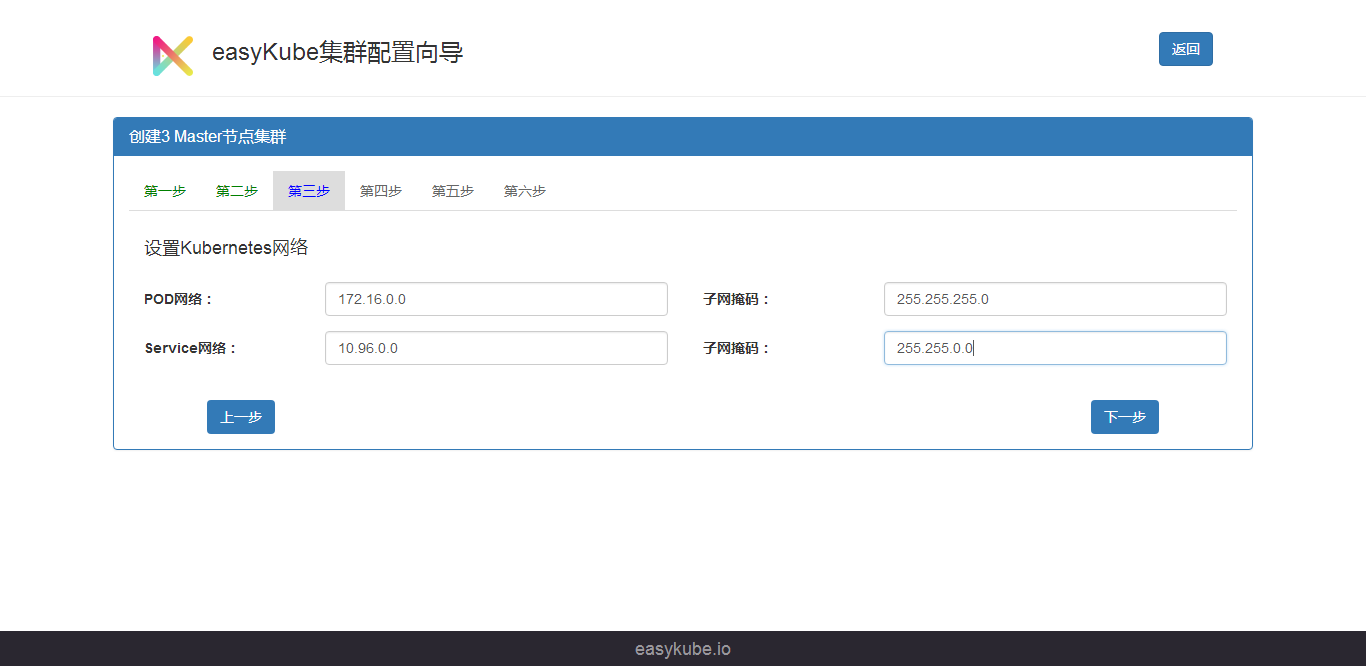 easyKube集群配置向导
返回
创建3 Master节点集群
第一步 第二步 第三步 第四步 第五步 第六步
设置Kubernetes网络
POD网络： 172.16.0.0 子网掩码： 255.255.255.0
Service网络： 10.96.0.0 子网掩码： 255.255.0.0
上一步 下一步
easykube.io